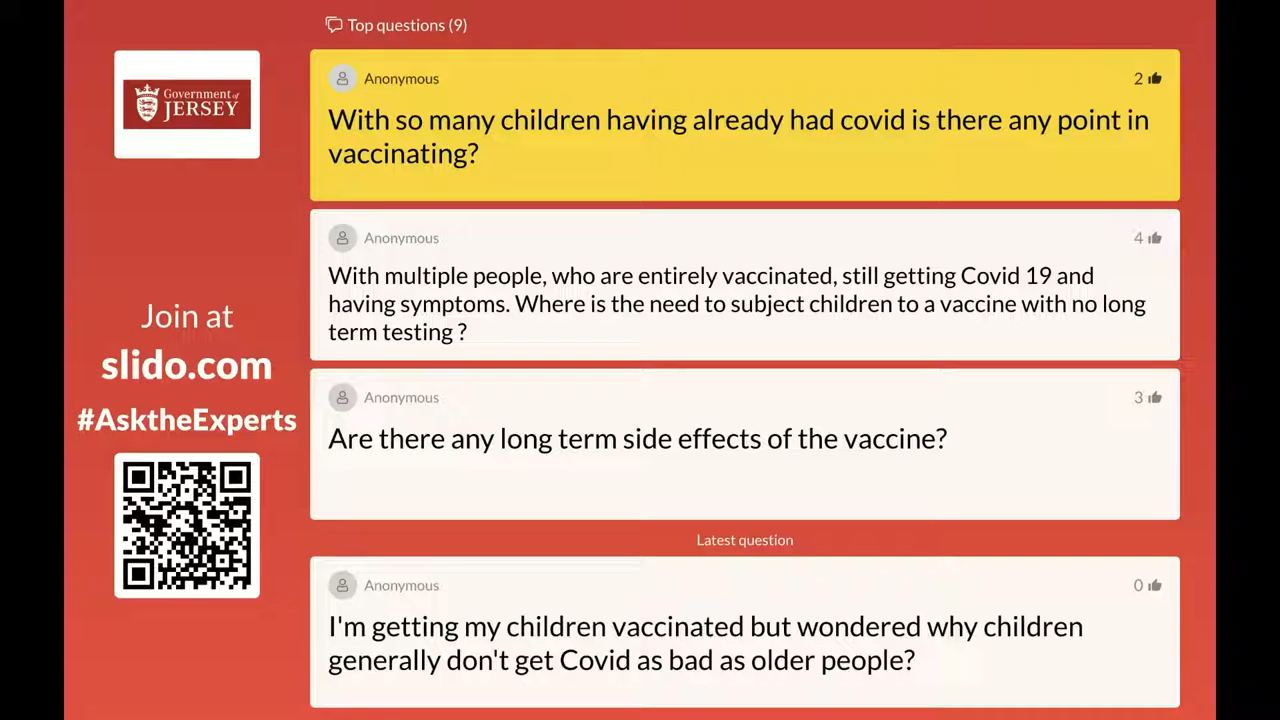 Top questions (9)
Government of
JERSEY
Anonymous
2
With so many children having already had covid is there any point in
vaccinating?
Anonymous
4
With multiple people, who are entirely vaccinated, still getting Covid 19 and
having symptoms. Where is the need to subject children to a vaccine with no long
term testing ?
Join at
slido.com
#AsktheExperts
Anonymous
3
Are there any long term side effects of the vaccine?
Latest question
Anonymous
0
I'm getting my children vaccinated but wondered why children
generally don't get Covid as bad as older people?